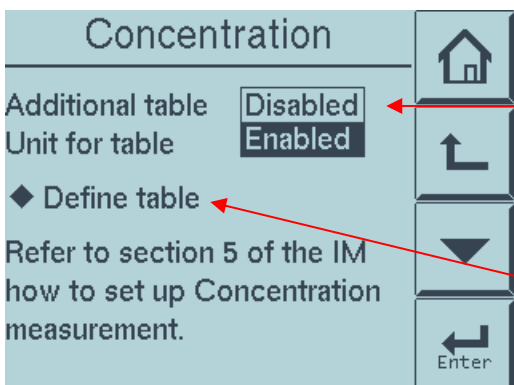 Concentration
Additional table Disabled
Unit for table Enabled
◆ Define table
Refer to section 5 of the IM
how to set up Concentration
measurement.
Enter